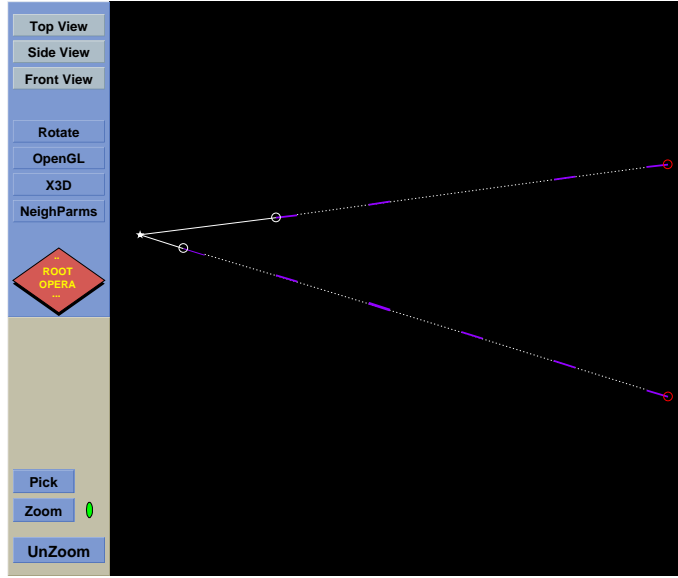 Top View
Side View
Front View
Rotate
OpenGL
X3D
NeighParms
..
ROOT
OPERA
---
Pick
Zoom
UnZoom